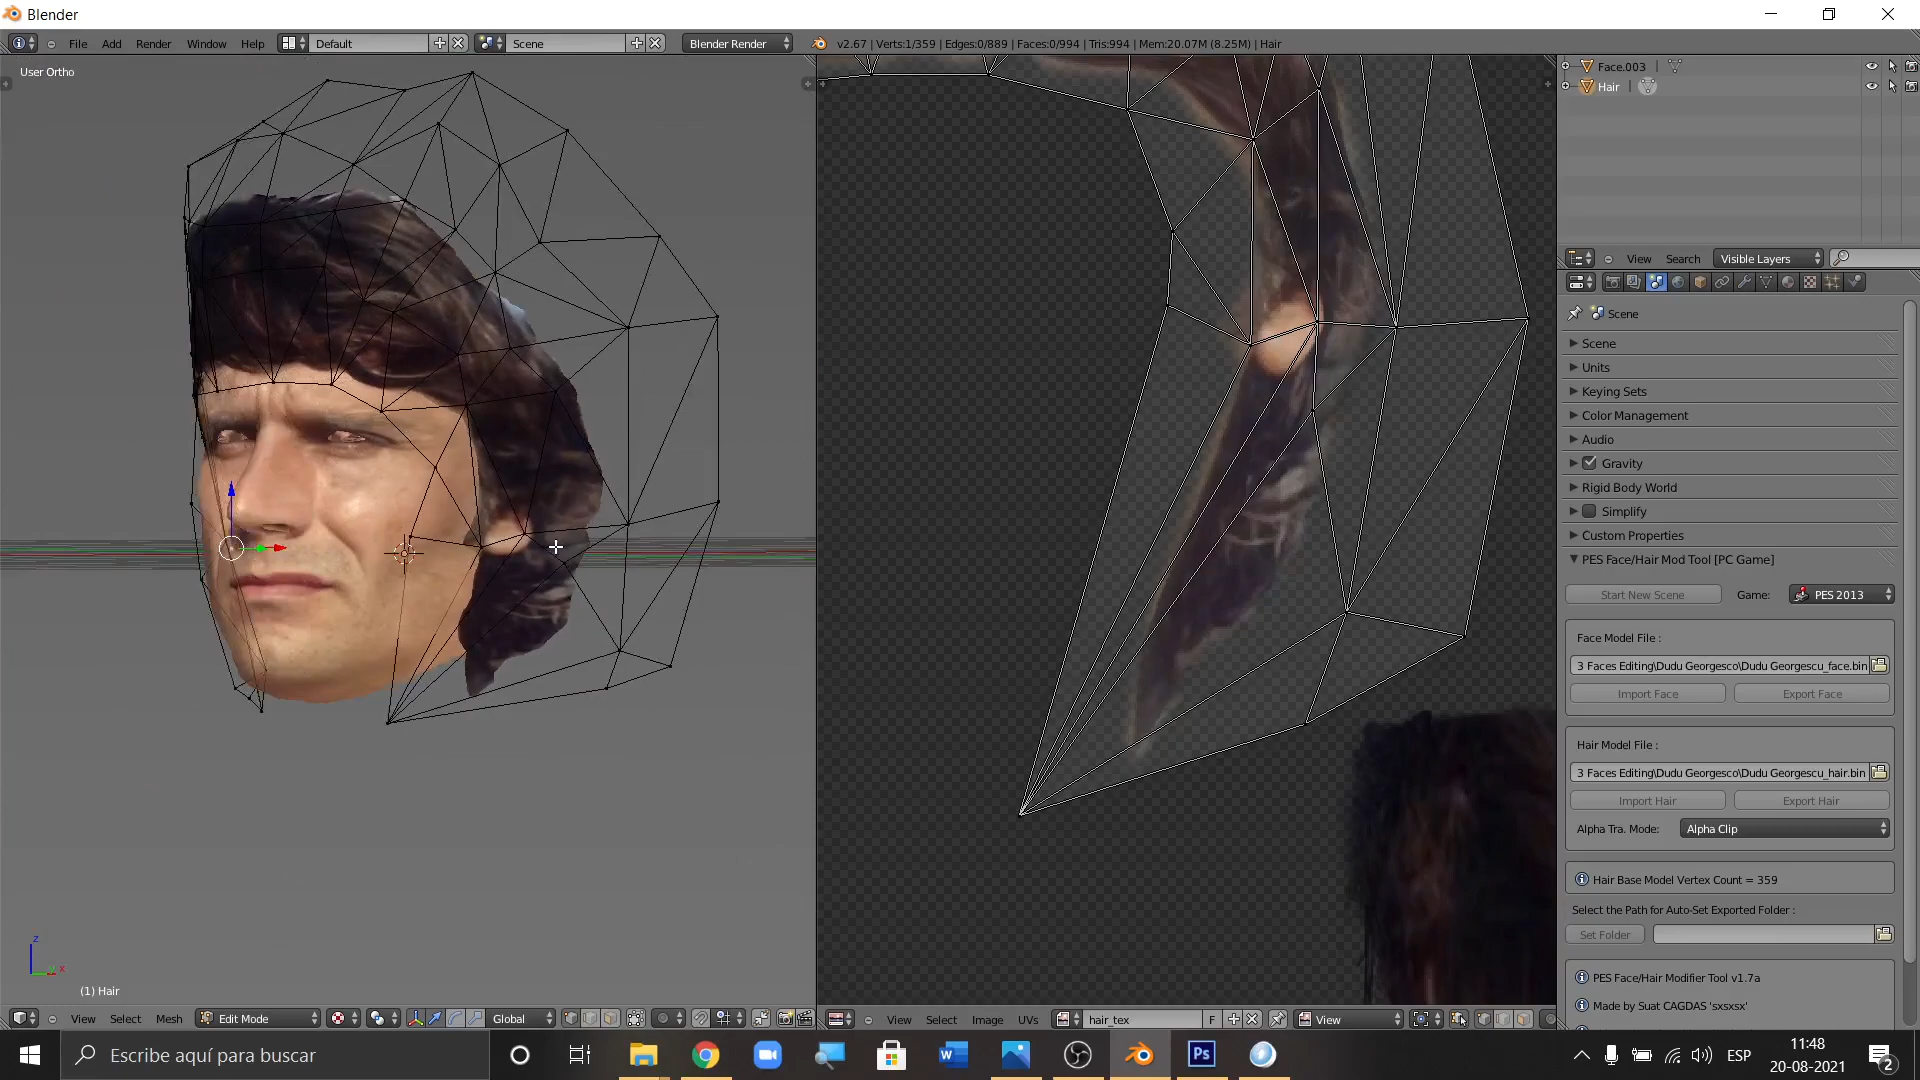 Blender
File Add Render Window Help Default Scene Blender Render v2.67 | Verts:1/359 | Edges:0/889 | Faces:0/994 | Tris:994 | Mem:20.07M (8.25M) | Hair
User Ortho
Face.003
Hair
View Search Visible Layers
Scene
Scene
Units
Keying Sets
Color Management
Audio
Gravity
Rigid Body World
Simplify
Custom Properties
PES Face/Hair Mod Tool [PC Game]
Start New Scene Game: PES 2013
Face Model File :
3 Faces Editing\Dudu Georgesco\Dudu Georgescu_face.bin
Import Face Export Face
Hair Model File :
3 Faces Editing\Dudu Georgesco\Dudu Georgescu_hair.bin
Import Hair Export Hair
Alpha Tra. Mode: Alpha Clip
Hair Base Model Vertex Count = 359
Select the Path for Auto-Set Exported Folder :
Set Folder
PES Face/Hair Modifier Tool v1.7a
Made by Suat CAGDAS 'sxsxsx'
z
x
(1) Hair
View Select Mesh Edit Mode Global
View Select Image UVs hair_tex F View
Escribe aquí para buscar
ESP
11:48
20-08-2021
2